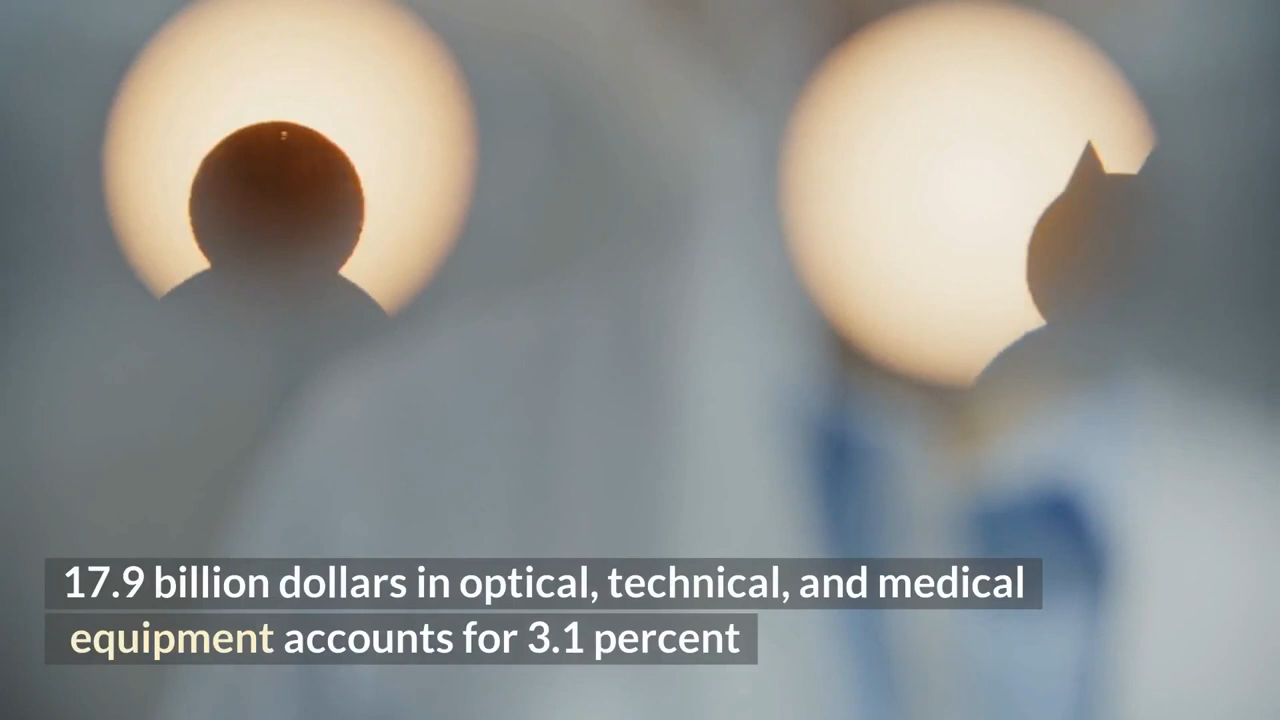 17.9 billion dollars in optical, technical, and medical
equipment accounts for 3.1 percent